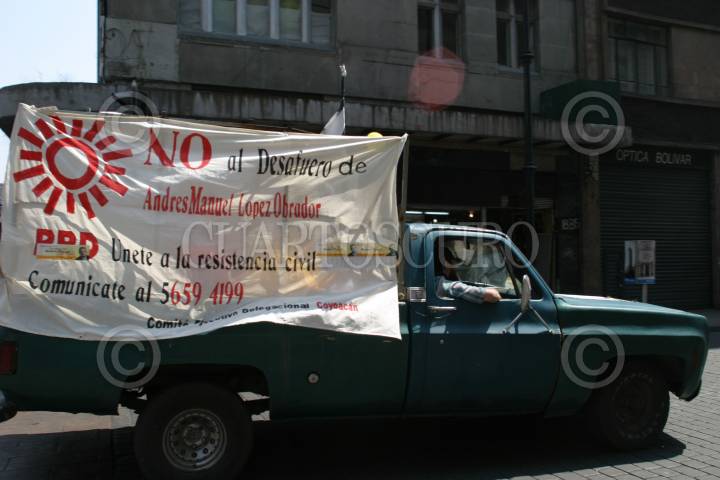 NO al Desafuero de
Andres Manuel López Obrador
PRD Unete a la resistencia civil
Comunicate al 5659 4199
Comité Ejecutivo Delegacional Coyoacán
OPTICA BOLIVAR
CUARTOSCURO
© © © ©